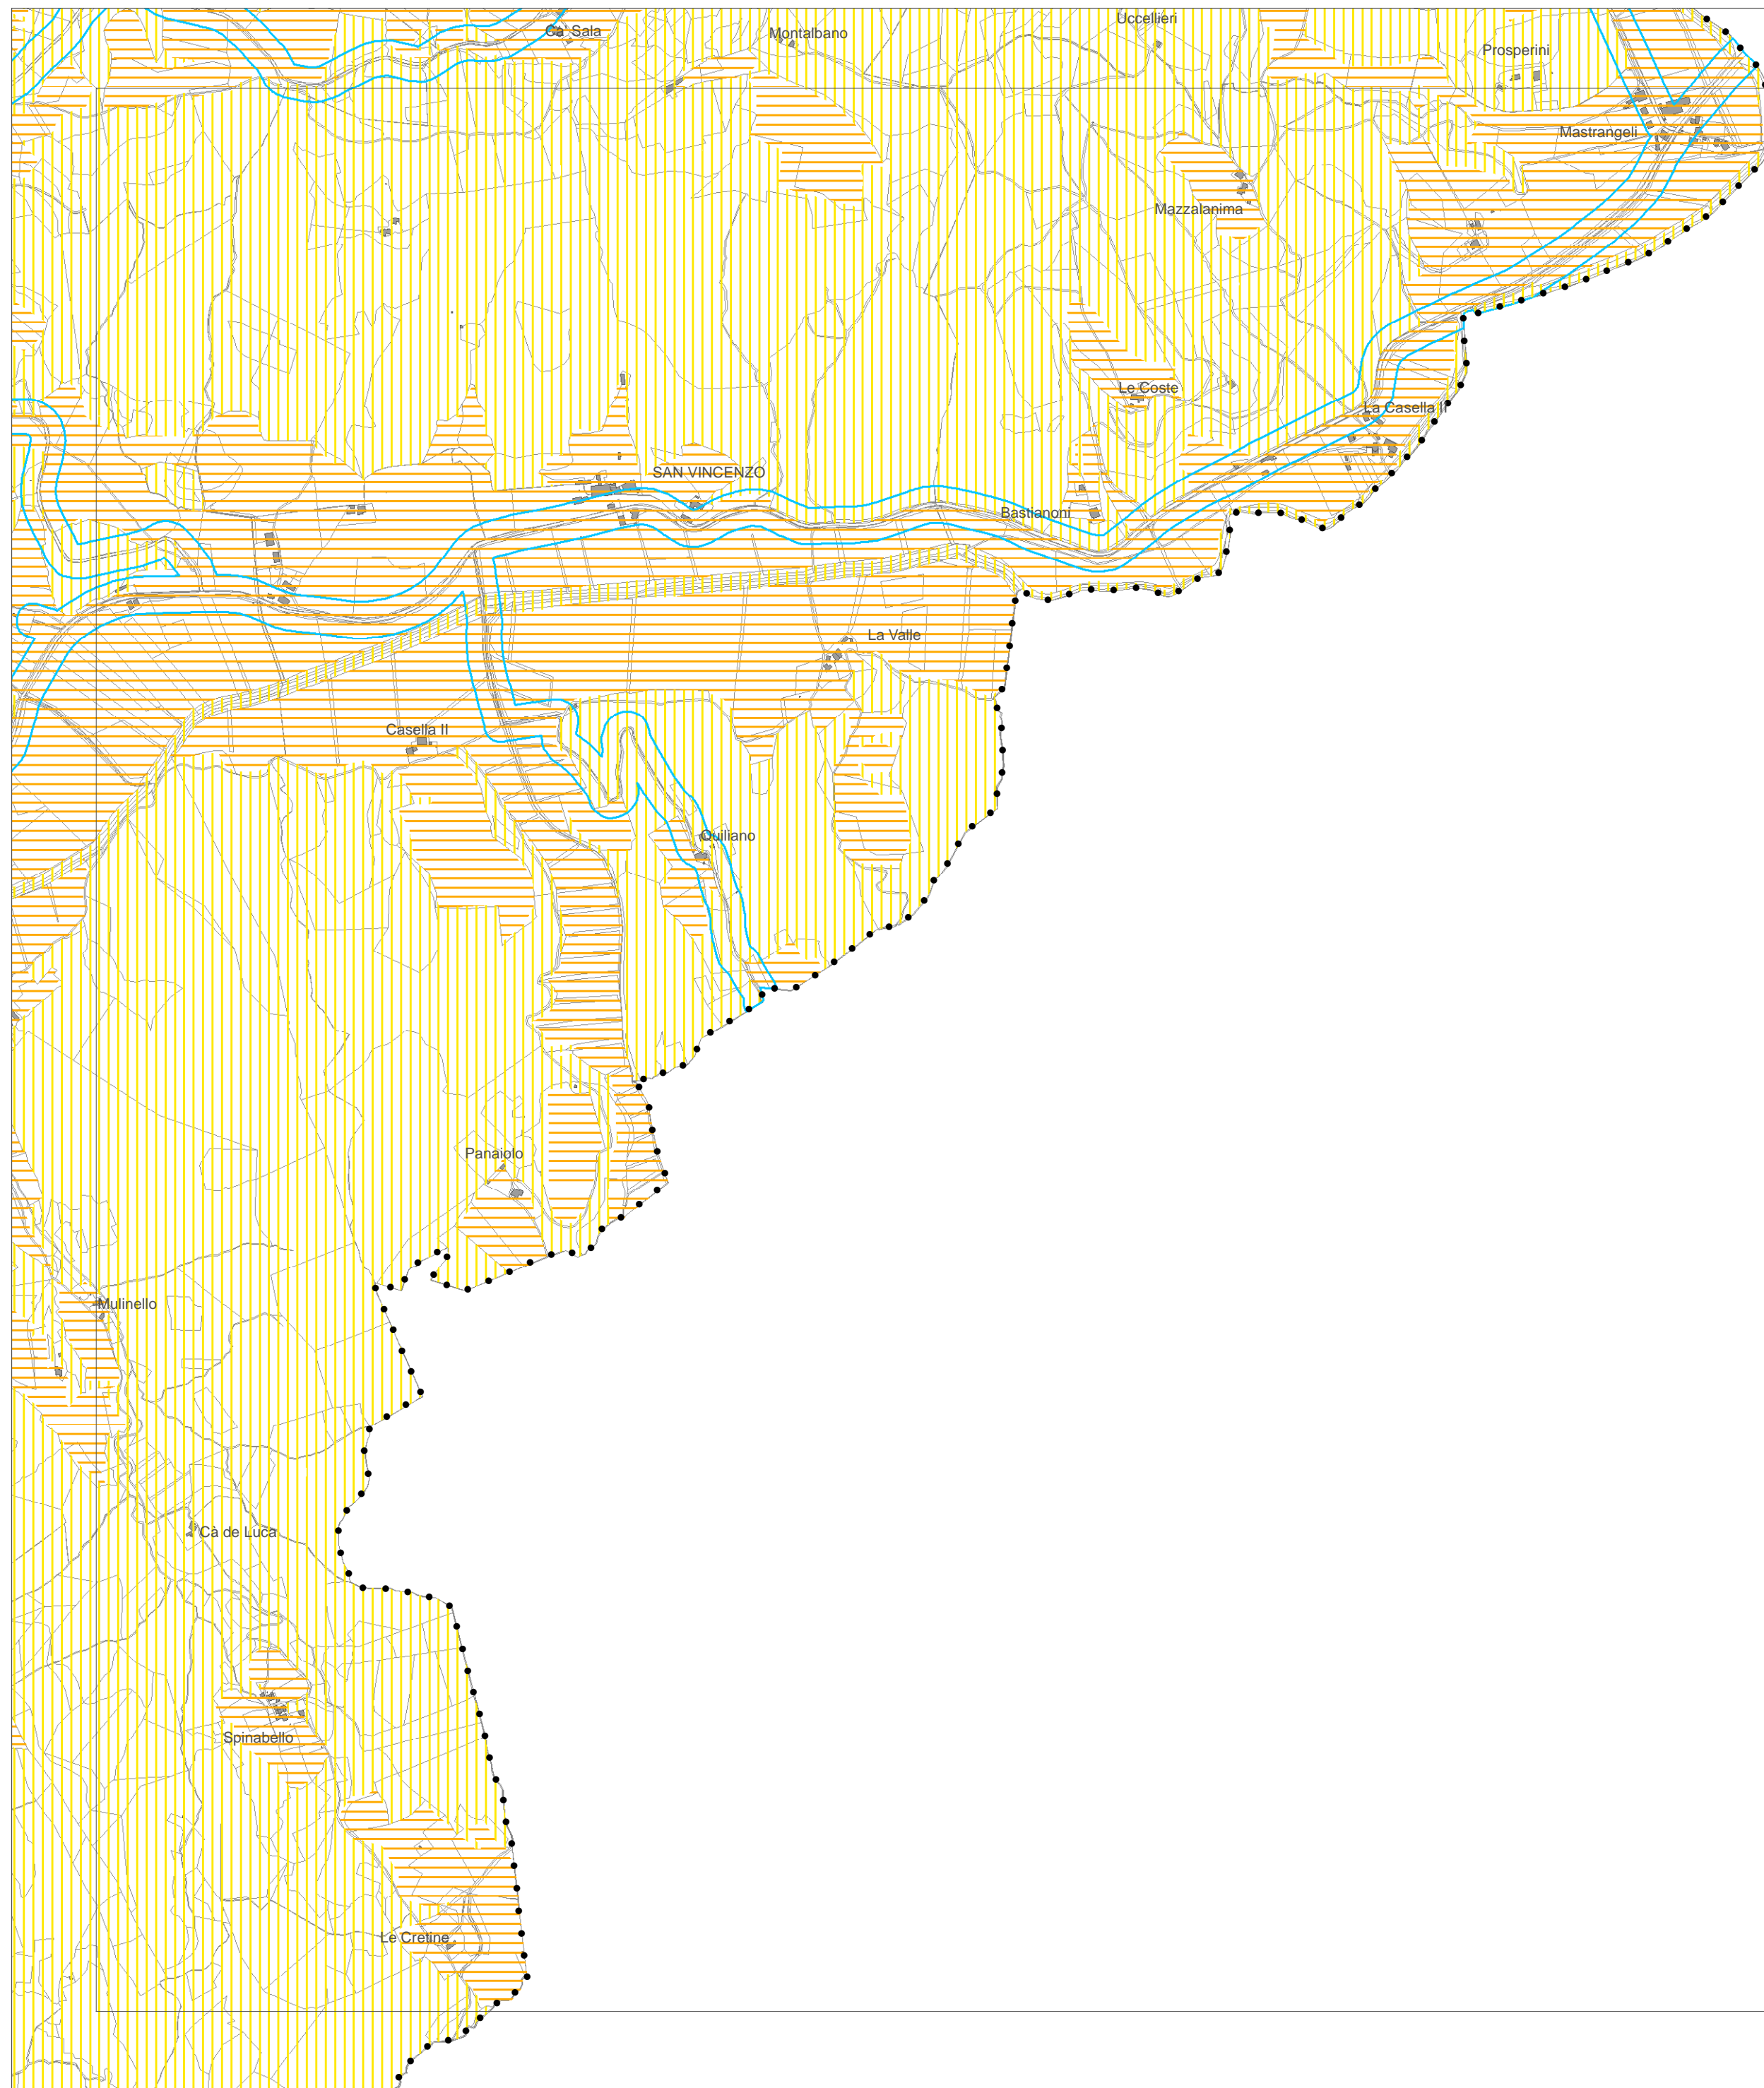 Uccellieri
Ca' Sala
Montalbano
Prosperini
Mastrangeli
Mazzalanima
Le Coste
La Casella II
SAN VINCENZO
Bastianoni
La Valle
Casella II
Quiliano
Panaiolo
Mulinello
Cà de Luca
Spinabello
Le Cretine